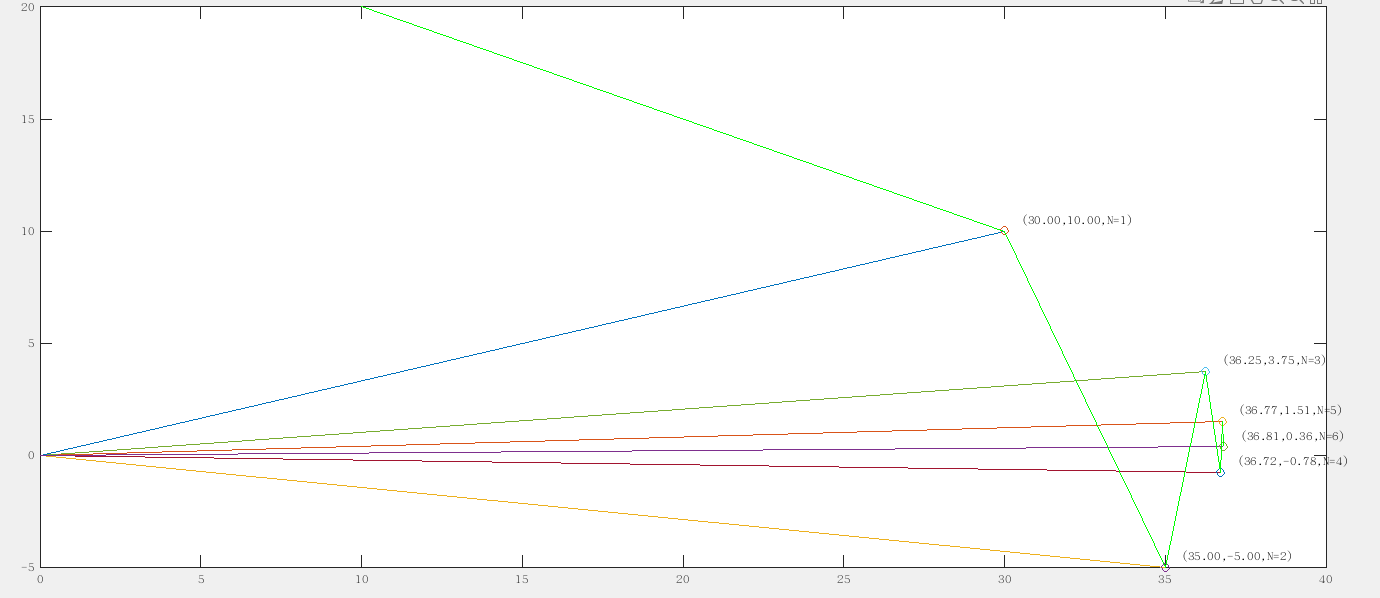 20
15
10
(30.00,10.00,N=1)
5
(36.25,3.75,N=3)
(36.77,1.51,N=5)
(36.81,0.36,N=6)
0
(36.72,-0.78,N=4)
(35.00,-5.00,N=2)
-5
0 5 10 15 20 25 30 35 40